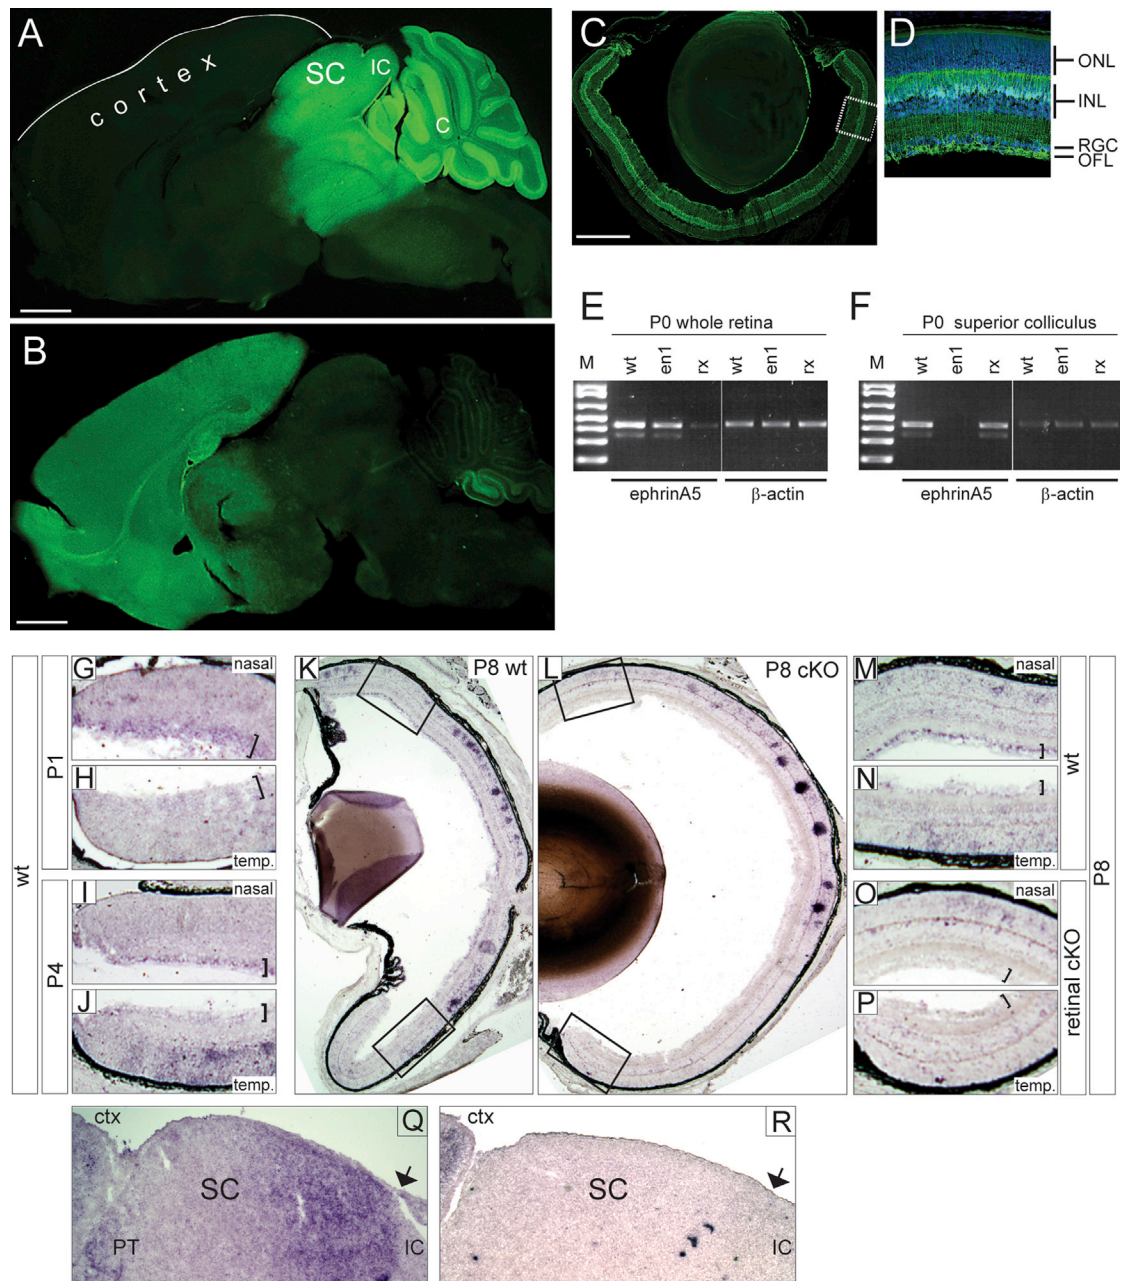 A
cortex
SC
IC
C
B
C
D
ONL
INL
RGC
OFL
E
P0 whole retina
M
wt
en1
rx
wt
en1
rx
ephrinA5
β-actin
F
P0 superior colliculus
M
wt
en1
rx
wt
en1
rx
ephrinA5
β-actin
wt
P1
P4
G
nasal
H
temp.
I
nasal
J
temp.
K
P8 wt
L
P8 cKO
M
nasal
N
temp.
O
nasal
P
temp.
wt
retinal cKO
P8
ctx
Q
SC
PT
IC
ctx
R
SC
IC